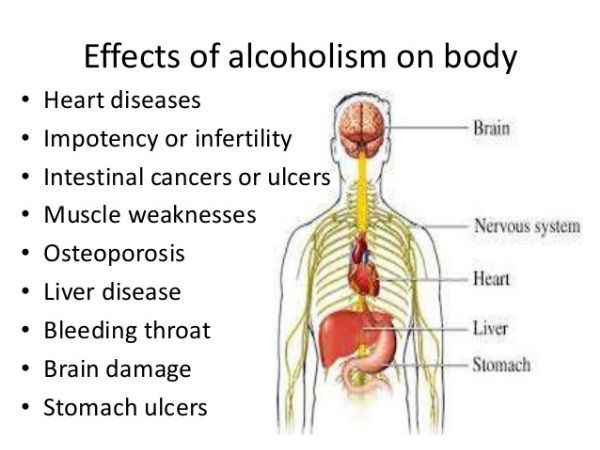 Effects of alcoholism on body
• Heart diseases
• Impotency or infertility
• Intestinal cancers or ulcers
• Muscle weaknesses
• Osteoporosis
• Liver disease
• Bleeding throat
• Brain damage
• Stomach ulcers
Brain
Nervous system
Heart
Liver
Stomach